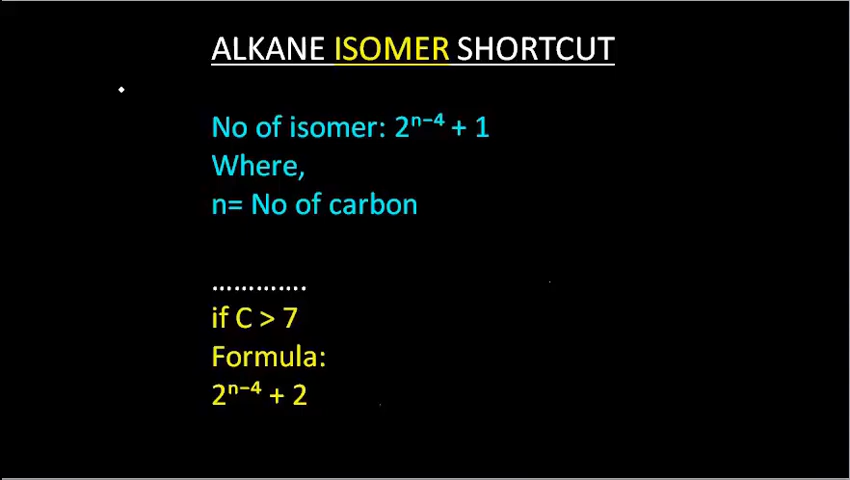 ALKANE ISOMER SHORTCUT
No of isomer: 2ⁿ⁻⁴ + 1
Where,
n= No of carbon
.............
if C > 7
Formula:
2ⁿ⁻⁴ + 2